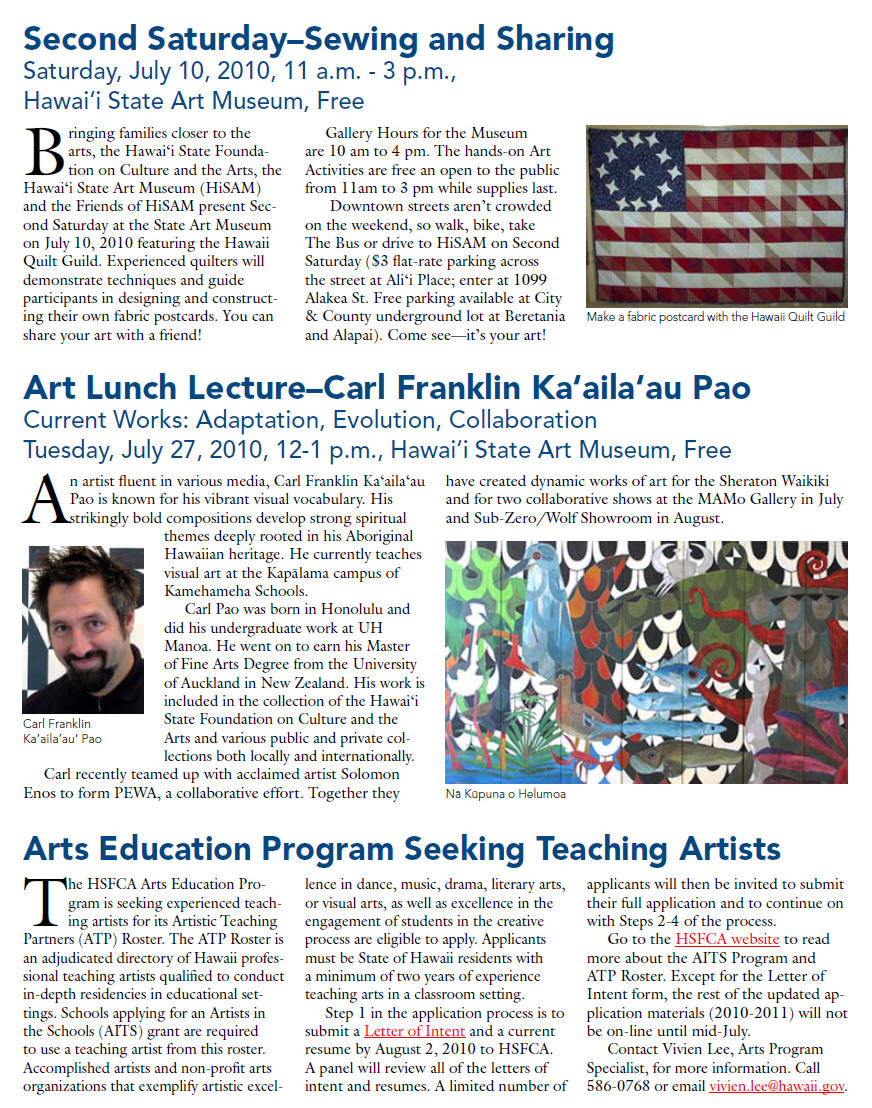 Second Saturday–Sewing and Sharing
Saturday, July 10, 2010, 11 a.m. - 3 p.m.,
Hawai‘i State Art Museum, Free
Bringing families closer to the
arts, the Hawai‘i State Founda-
tion on Culture and the Arts, the
Hawai‘i State Art Museum (HiSAM)
and the Friends of HiSAM present Sec-
ond Saturday at the State Art Museum
on July 10, 2010 featuring the Hawaii
Quilt Guild. Experienced quilters will
demonstrate techniques and guide
participants in designing and construct-
ing their own fabric postcards. You can
share your art with a friend!
Gallery Hours for the Museum
are 10 am to 4 pm. The hands-on Art
Activities are free an open to the public
from 11am to 3 pm while supplies last.
Downtown streets aren’t crowded
on the weekend, so walk, bike, take
The Bus or drive to HiSAM on Second
Saturday ($3 flat-rate parking across
the street at Ali‘i Place; enter at 1099
Alakea St. Free parking available at City
& County underground lot at Beretania
and Alapai). Come see—it’s your art!
Make a fabric postcard with the Hawaii Quilt Guild
Art Lunch Lecture–Carl Franklin Ka‘aila‘au Pao
Current Works: Adaptation, Evolution, Collaboration
Tuesday, July 27, 2010, 12-1 p.m., Hawai‘i State Art Museum, Free
An artist fluent in various media, Carl Franklin Ka‘aila‘au
Pao is known for his vibrant visual vocabulary. His
strikingly bold compositions develop strong spiritual
themes deeply rooted in his Aboriginal
Hawaiian heritage. He currently teaches
visual art at the Kapālama campus of
Kamehameha Schools.
Carl Pao was born in Honolulu and
did his undergraduate work at UH
Manoa. He went on to earn his Master
of Fine Arts Degree from the University
of Auckland in New Zealand. His work is
included in the collection of the Hawai‘i
State Foundation on Culture and the
Arts and various public and private col-
lections both locally and internationally.
Carl Franklin
Ka‘aila‘au‘ Pao
Carl recently teamed up with acclaimed artist Solomon
Enos to form PEWA, a collaborative effort. Together they
have created dynamic works of art for the Sheraton Waikiki
and for two collaborative shows at the MAMo Gallery in July
and Sub-Zero/Wolf Showroom in August.
Nā Kūpuna o Helumoa
Arts Education Program Seeking Teaching Artists
The HSFCA Arts Education Pro-
gram is seeking experienced teach-
ing artists for its Artistic Teaching
Partners (ATP) Roster. The ATP Roster is
an adjudicated directory of Hawaii profes-
sional teaching artists qualified to conduct
in-depth residencies in educational set-
tings. Schools applying for an Artists in
the Schools (AITS) grant are required
to use a teaching artist from this roster.
Accomplished artists and non-profit arts
organizations that exemplify artistic excel-
lence in dance, music, drama, literary arts,
or visual arts, as well as excellence in the
engagement of students in the creative
process are eligible to apply. Applicants
must be State of Hawaii residents with
a minimum of two years of experience
teaching arts in a classroom setting.
Step 1 in the application process is to
submit a Letter of Intent and a current
resume by August 2, 2010 to HSFCA.
A panel will review all of the letters of
intent and resumes. A limited number of
applicants will then be invited to submit
their full application and to continue on
with Steps 2-4 of the process.
Go to the HSFCA website to read
more about the AITS Program and
ATP Roster. Except for the Letter of
Intent form, the rest of the updated ap-
plication materials (2010-2011) will not
be on-line until mid-July.
Contact Vivien Lee, Arts Program
Specialist, for more information. Call
586-0768 or email vivien.lee@hawaii.gov.